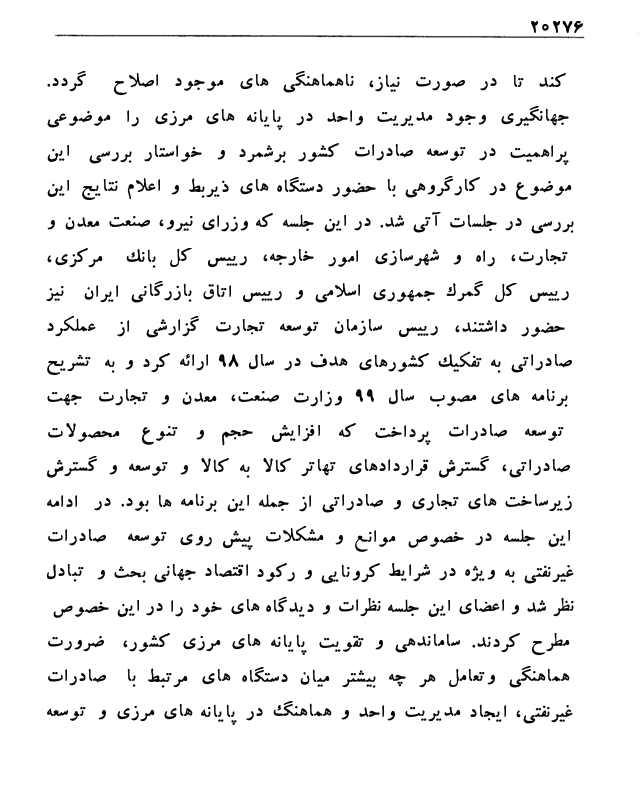 ۲۰۲۷۶
کند تا در صورت نیاز، ناهماهنگی های موجود اصلاح گردد.
جهانگیری وجود مدیریت واحد در پایانه های مرزی را موضوعی
پراهمیت در توسعه صادرات کشور برشمرد و خواستار بررسی این
موضوع در کارگروهی با حضور دستگاه های ذیربط و اعلام نتایج این
بررسی در جلسات آتی شد. در این جلسه که وزرای نیرو، صنعت معدن و
تجارت، راه و شهرسازی امور خارجه، رییس کل بانك مرکزی،
رییس کل گمرك جمهوری اسلامی و رییس اتاق بازرگانی ایران نیز
حضور داشتند، رییس سازمان توسعه تجارت گزارشی از عملکرد
صادراتی به تفکیك کشورهای هدف در سال ۹۸ ارائه کرد و به تشریح
برنامه های مصوب سال ۹۹ وزارت صنعت، معدن و تجارت جهت
توسعه صادرات پرداخت که افزایش حجم و تنوع محصولات
صادراتی، گسترش قراردادهای تهاتر کالا به کالا و توسعه و گسترش
زیرساخت های تجاری و صادراتی از جمله این برنامه ها بود. در ادامه
این جلسه در خصوص موانع و مشکلات پیش روی توسعه صادرات
غیرنفتی به ویژه در شرایط کرونایی و رکود اقتصاد جهانی بحث و تبادل
نظر شد و اعضای این جلسه نظرات و دیدگاه های خود را در این خصوص
مطرح کردند. ساماندهی و تقویت پایانه های مرزی کشور، ضرورت
هماهنگی وتعامل هر چه بیشتر میان دستگاه های مرتبط با صادرات
غیرنفتی، ایجاد مدیریت واحد و هماهنگ در پایانه های مرزی و توسعه